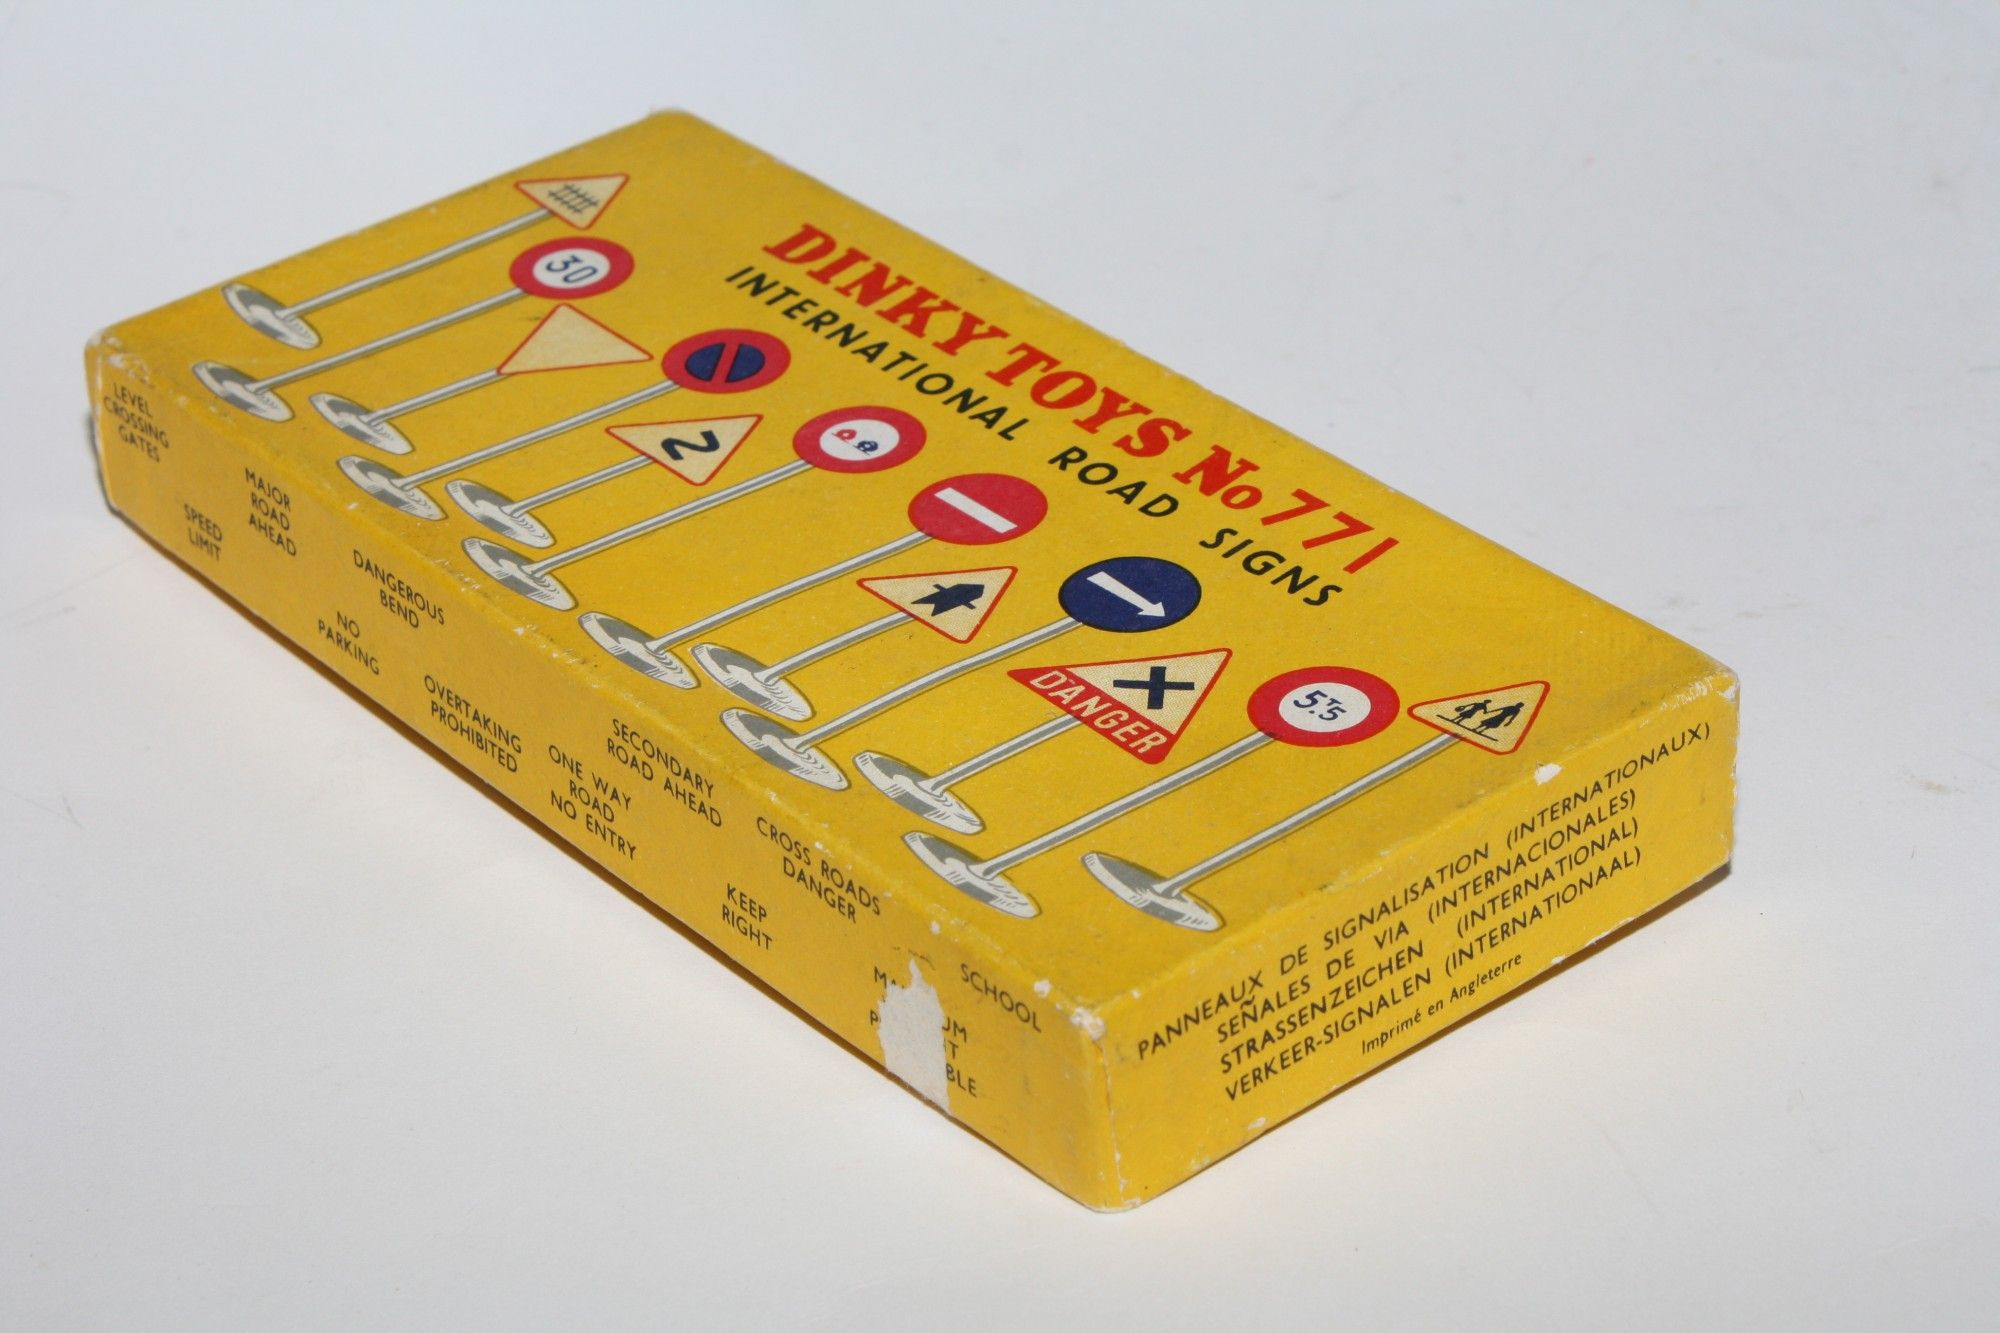 DINKY TOYS No 771
INTERNATIONAL ROAD SIGNS
30
2
5T.5
DANGER
LEVEL
CROSSING
GATES
SPEED
LIMIT
MAJOR
ROAD
AHEAD
NO
PARKING
DANGEROUS
BEND
OVERTAKING
PROHIBITED
ONE WAY
ROAD
NO ENTRY
SECONDARY
ROAD AHEAD
KEEP
RIGHT
CROSS ROADS
DANGER
SCHOOL
PANNEAUX DE SIGNALISATION (INTERNATIONAUX)
SEÑALES DE VIA (INTERNACIONALES)
STRASSENZEICHEN (INTERNATIONAL)
VERKEER-SIGNALEN (INTERNATIONAAL)
Imprimé en Angleterre